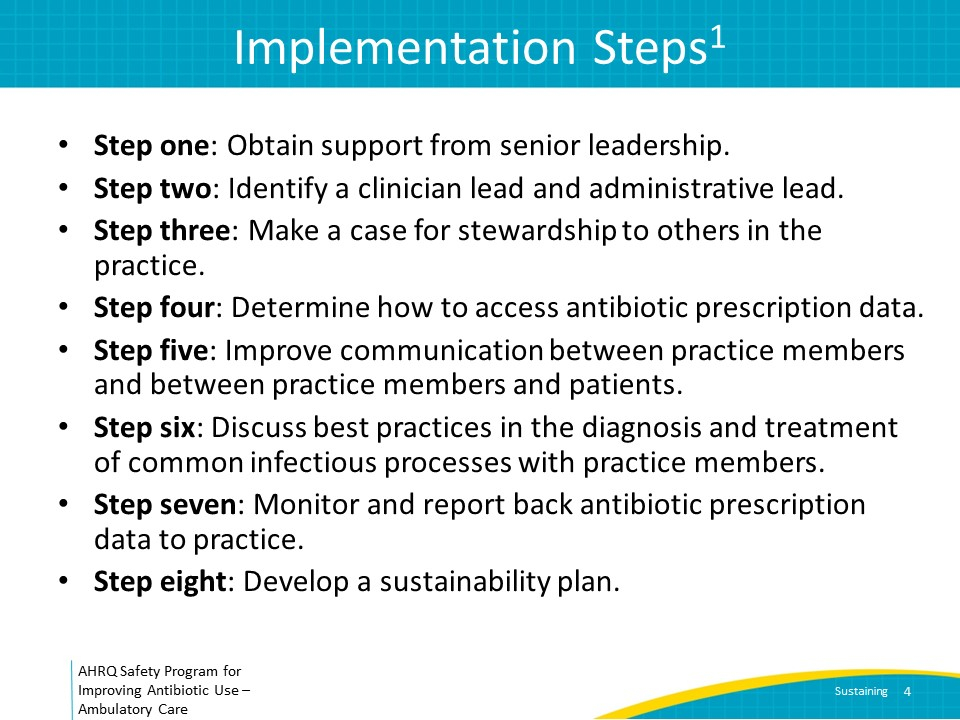 Implementation Steps¹
• Step one: Obtain support from senior leadership.
• Step two: Identify a clinician lead and administrative lead.
• Step three: Make a case for stewardship to others in the
practice.
• Step four: Determine how to access antibiotic prescription data.
• Step five: Improve communication between practice members
and between practice members and patients.
• Step six: Discuss best practices in the diagnosis and treatment
of common infectious processes with practice members.
• Step seven: Monitor and report back antibiotic prescription
data to practice.
• Step eight: Develop a sustainability plan.
AHRQ Safety Program for
Improving Antibiotic Use –
Ambulatory Care
Sustaining 4